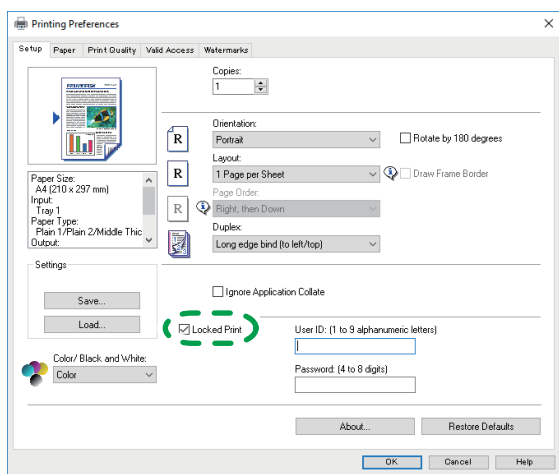 Printing Preferences
Setup Paper Print Quality Valid Access Watermarks
Copies:
1
Orientation:
R Portrait Rotate by 180 degrees
Layout:
R 1 Page per Sheet Draw Frame Border
Page Order:
R Right, then Down
Duplex:
Long edge bind (to left/top)
Paper Size:
A4 (210 x 297 mm)
Input:
Tray 1
Paper Type:
Plain 1/Plain 2/Middle Thic
Output:
Settings
Save...
Load...
Ignore Application Collate
Locked Print
User ID: (1 to 9 alphanumeric letters)
Password: (4 to 8 digits)
Color/ Black and White:
Color
About... Restore Defaults
OK Cancel Help